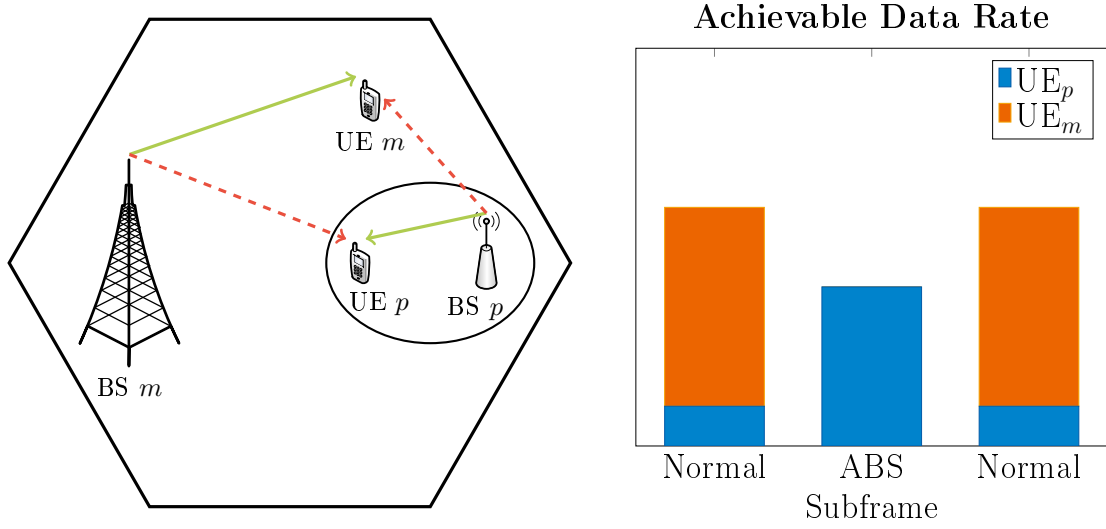 UE m
UE p
BS p
BS m
Achievable Data Rate
UEp
UEm
Normal ABS Normal
Subframe